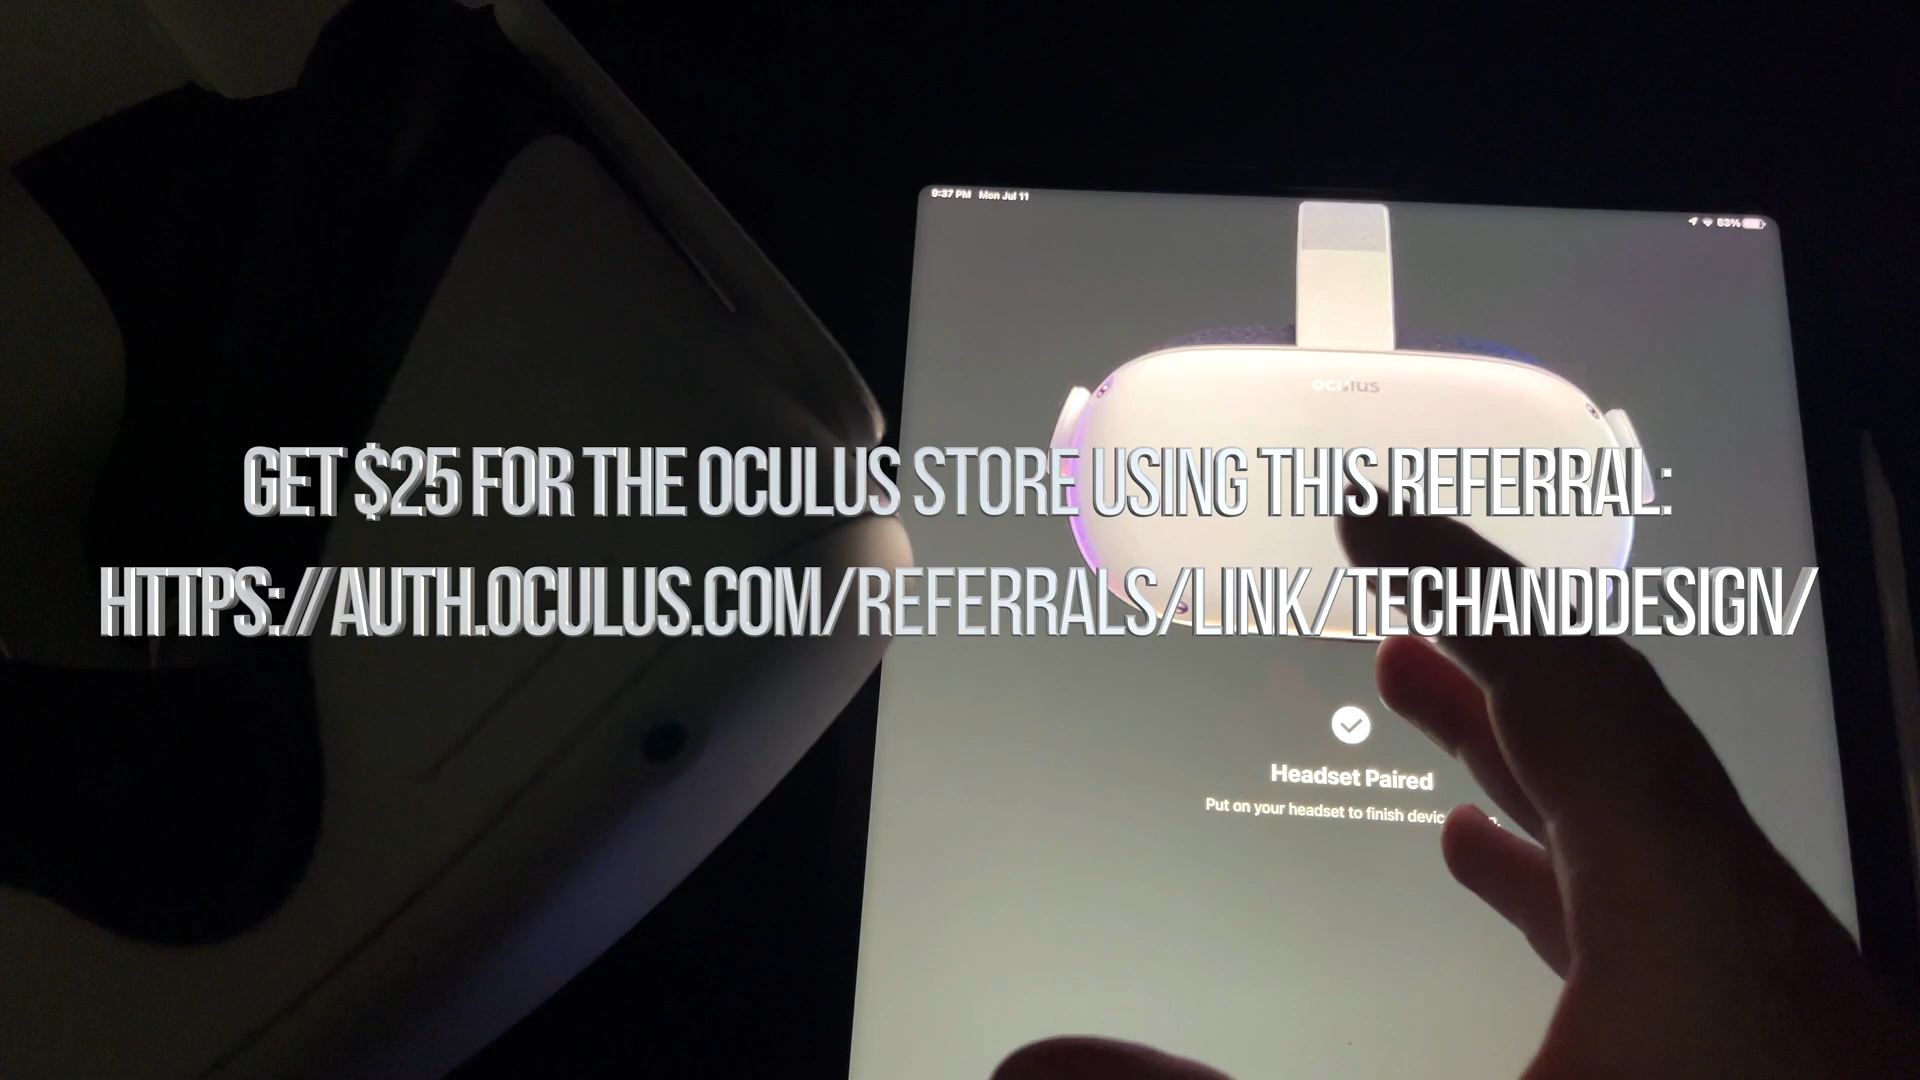 9:37 PM Mon Jul 11
83%
oculus
GET $25 FOR THE OCULUS STORE USING THIS REFERRAL:
HTTPS://AUTH.OCULUS.COM/REFERRALS/LINK/TECHANDDESIGN/
Headset Paired
Put on your headset to finish